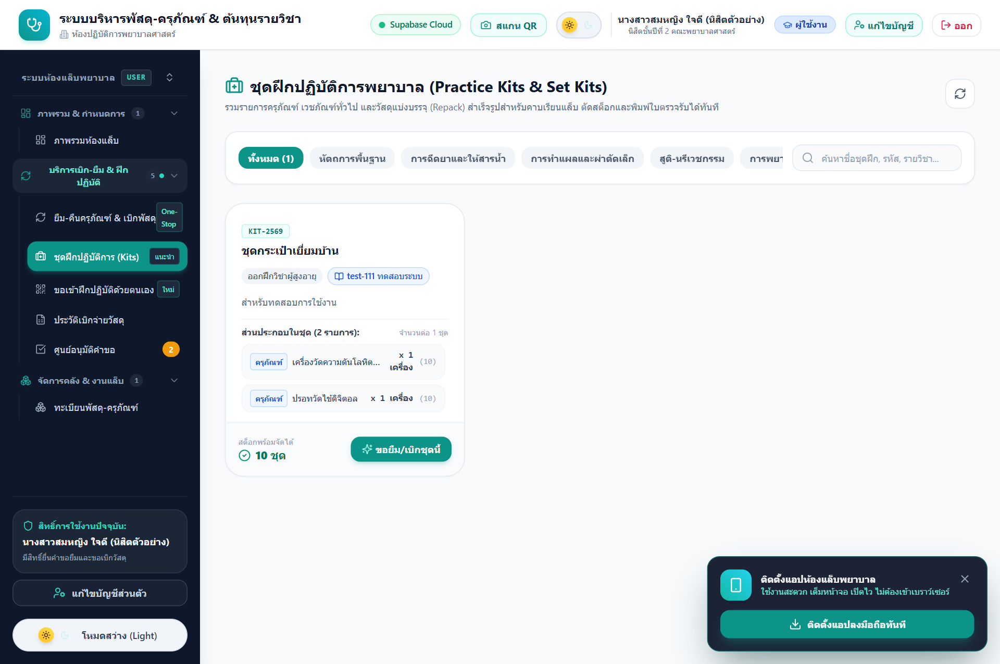 ระบบบริหารพัสดุ-ครุภัณฑ์ & ต้นทุนรายวิชา
ห้องปฏิบัติการพยาบาลศาสตร์
Supabase Cloud
สแกน QR
นางสาวสมหญิง ใจดี (นิสิตตัวอย่าง)
นิสิตชั้นปีที่ 2 คณะพยาบาลศาสตร์
ผู้ใช้งาน
แก้ไขบัญชี
ออก
ระบบห้องแล็บพยาบาล USER
ภาพรวม & กำหนดการ 1
ภาพรวมห้องแล็บ
บริการเบิก-ยืม & ฝึก
ปฏิบัติ
5
ยืม-คืนครุภัณฑ์ & เบิกพัสดุ
One-
Stop
ชุดฝึกปฏิบัติการ (Kits) แนะนำ
ขอเข้าฝึกปฏิบัติด้วยตนเอง ใหม่
ประวัติเบิกจ่ายวัสดุ
ศูนย์อนุมัติคำขอ 2
จัดการคลัง & งานแล็บ 1
ทะเบียนพัสดุ-ครุภัณฑ์
สิทธิ์การใช้งานปัจจุบัน:
นางสาวสมหญิง ใจดี (นิสิตตัวอย่าง)
มีสิทธิ์ยื่นคำขอยืมและขอเบิกวัสดุ
แก้ไขบัญชีส่วนตัว
โหมดสว่าง (Light)
ชุดฝึกปฏิบัติการพยาบาล (Practice Kits & Set Kits)
รวมรายการครุภัณฑ์ เวชภัณฑ์ทั่วไป และวัสดุแบ่งบรรจุ (Repack) สำเร็จรูปสำหรับคาบเรียนแล็บ ตัดสต็อกและพิมพ์ใบตรวจรับได้ทันที
ทั้งหมด (1)
หัตถการพื้นฐาน
การฉีดยาและให้สารน้ำ
การทำแผลและผ่าตัดเล็ก
สูติ-นรีเวชกรรม
การพยา
ค้นหาชื่อชุดฝึก, รหัส, รายวิชา...
KIT-2569
ชุดกระเป๋าเยี่ยมบ้าน
ออกฝึกวิชาผู้สูงอายุ
test-111 ทดสอบระบบ
สำหรับทดสอบการใช้งาน
ส่วนประกอบในชุด (2 รายการ): จำนวนต่อ 1 ชุด
ครุภัณฑ์ เครื่องวัดความดันโลหิต... x 1
เครื่อง
(10)
ครุภัณฑ์ ปรอทวัดไข้ดิจิตอล x 1 เครื่อง (10)
สต็อกพร้อมจัดได้
10 ชุด
ขอยืม/เบิกชุดนี้
ติดตั้งแอปห้องแล็บพยาบาล
ใช้งานสะดวก เต็มหน้าจอ เปิดไว ไม่ต้องเข้าเบราว์เซอร์
ติดตั้งแอปลงมือถือทันที